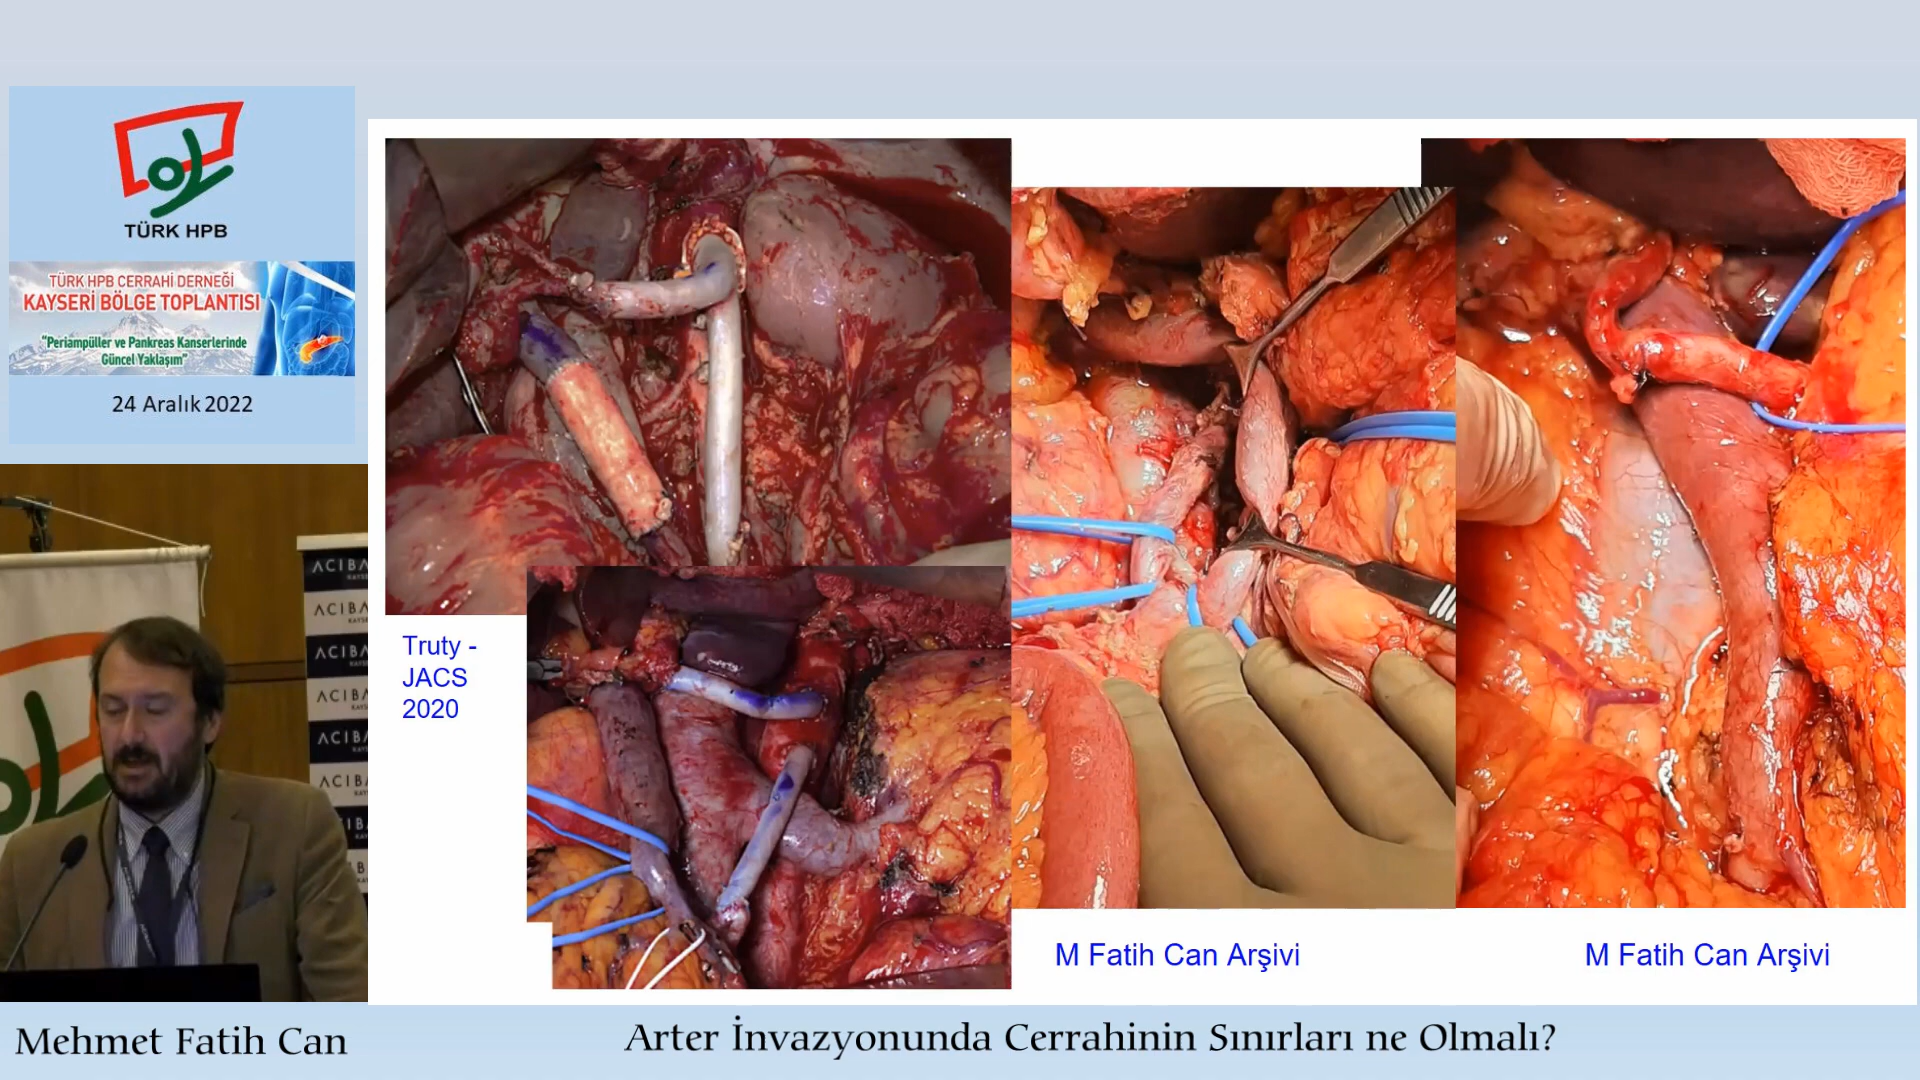 TÜRK HPB
TÜRK HPB CERRAHİ DERNEĞİ
KAYSERİ BÖLGE TOPLANTISI
"Periampüller ve Pankreas Kanserlerinde
Güncel Yaklaşım"
24 Aralık 2022
Truty -
JACS
2020
M Fatih Can Arşivi
M Fatih Can Arşivi
Mehmet Fatih Can
Arter İnvazyonunda Cerrahinin Sınırları ne Olmalı?